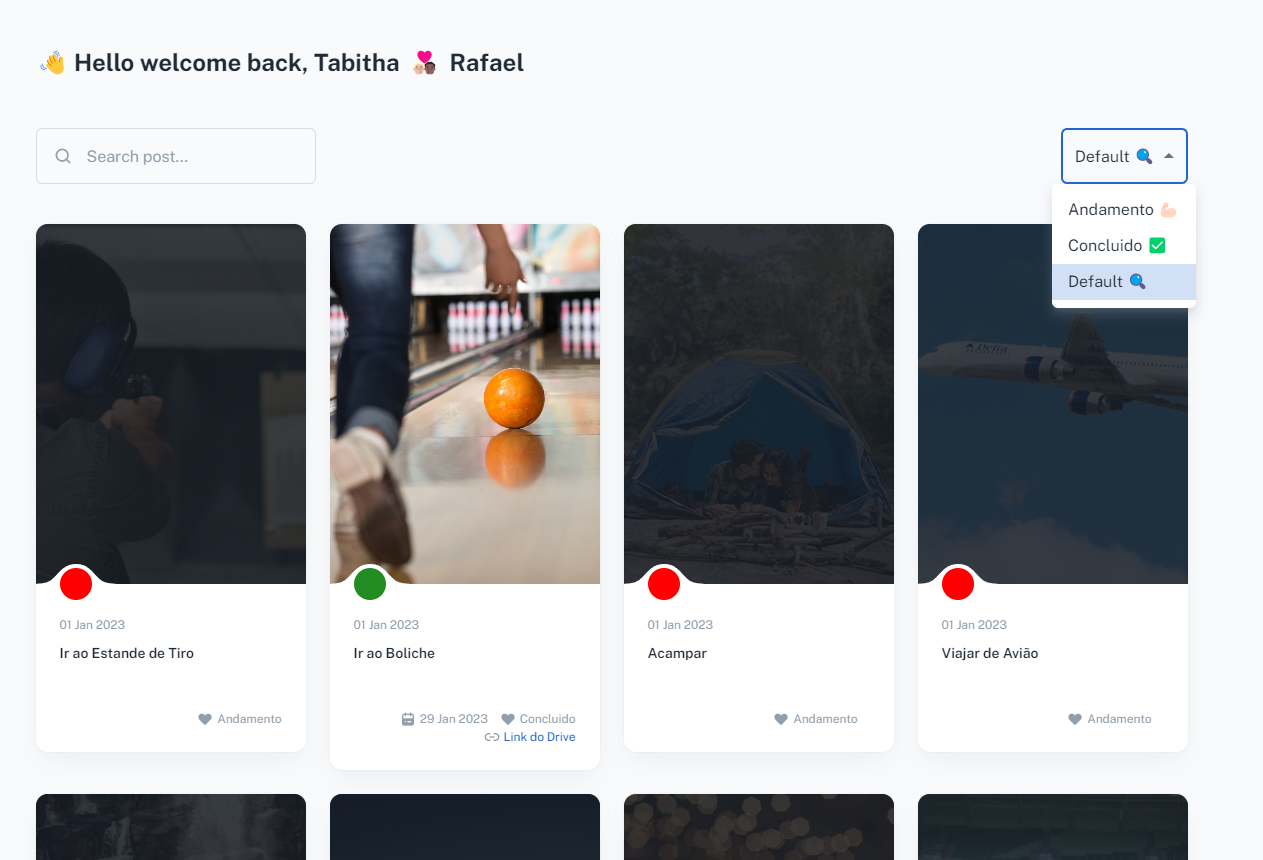 👋 Hello welcome back, Tabitha 💏 Rafael
Search post...
Default 🔍
Andamento 💪🏻
Concluido ✅
Default 🔍
Delta
01 Jan 2023
Ir ao Estande de Tiro
Andamento
01 Jan 2023
Ir ao Boliche
29 Jan 2023 Concluido
Link do Drive
01 Jan 2023
Acampar
Andamento
01 Jan 2023
Viajar de Avião
Andamento